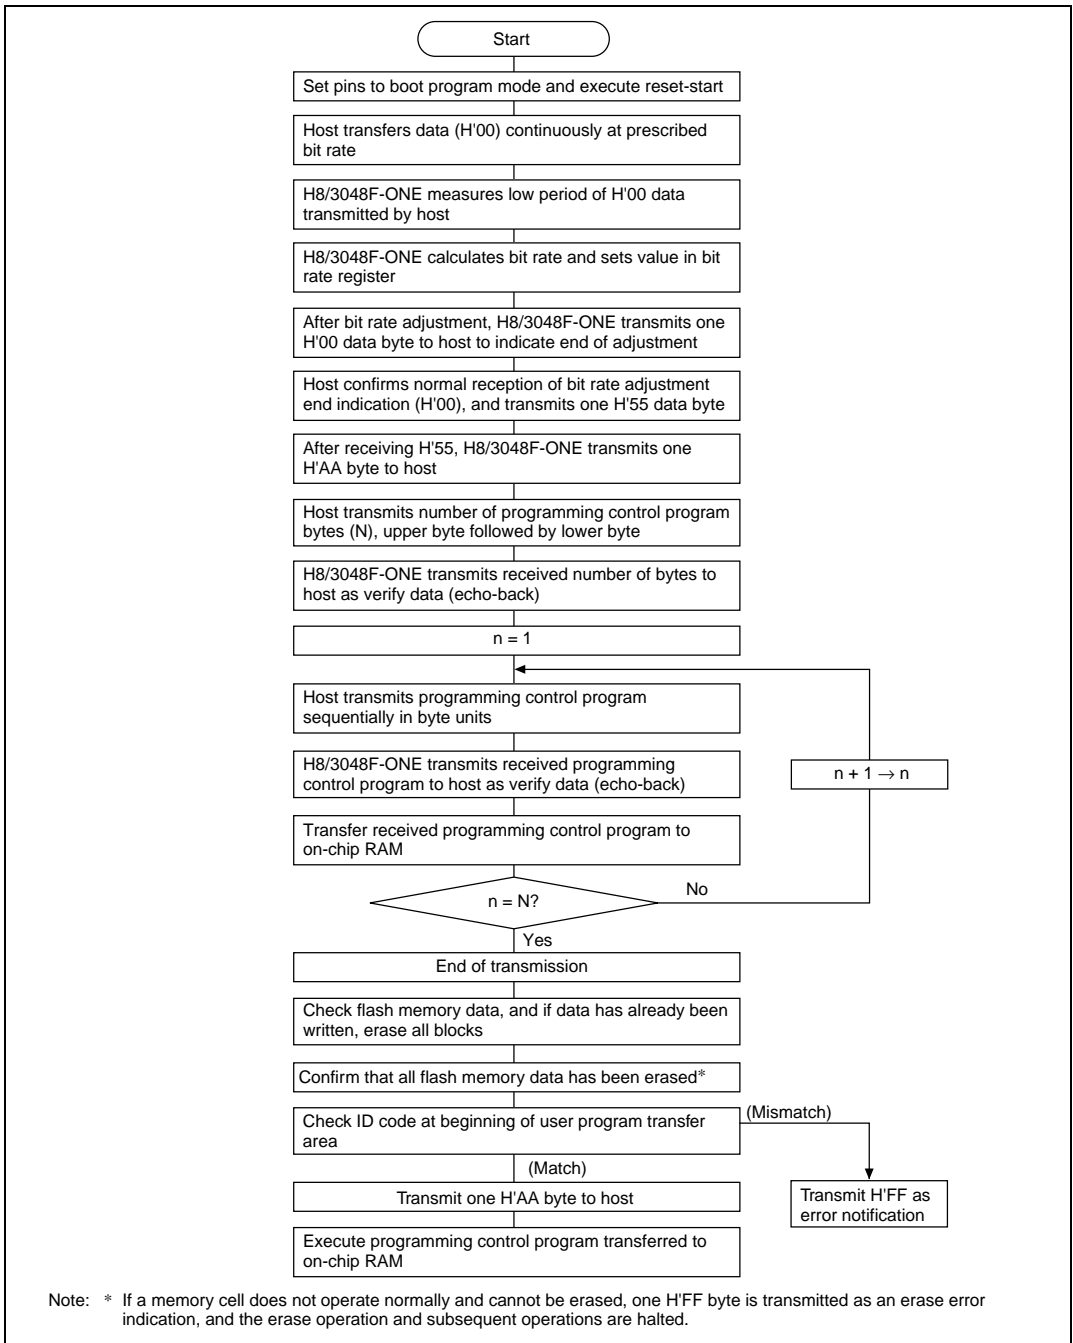 Start
Set pins to boot program mode and execute reset-start
Host transfers data (H'00) continuously at prescribed
bit rate
H8/3048F-ONE measures low period of H'00 data
transmitted by host
H8/3048F-ONE calculates bit rate and sets value in bit
rate register
After bit rate adjustment, H8/3048F-ONE transmits one
H'00 data byte to host to indicate end of adjustment
Host confirms normal reception of bit rate adjustment
end indication (H'00), and transmits one H'55 data byte
After receiving H'55, H8/3048F-ONE transmits one
H'AA byte to host
Host transmits number of programming control program
bytes (N), upper byte followed by lower byte
H8/3048F-ONE transmits received number of bytes to
host as verify data (echo-back)
n = 1
Host transmits programming control program
sequentially in byte units
H8/3048F-ONE transmits received programming
control program to host as verify data (echo-back)
n + 1 → n
Transfer received programming control program to
on-chip RAM
n = N?
No
Yes
End of transmission
Check flash memory data, and if data has already been
written, erase all blocks
Confirm that all flash memory data has been erased*
Check ID code at beginning of user program transfer
area
(Mismatch)
(Match)
Transmit one H'AA byte to host
Transmit H'FF as
error notification
Execute programming control program transferred to
on-chip RAM
Note: * If a memory cell does not operate normally and cannot be erased, one H'FF byte is transmitted as an erase error
indication, and the erase operation and subsequent operations are halted.